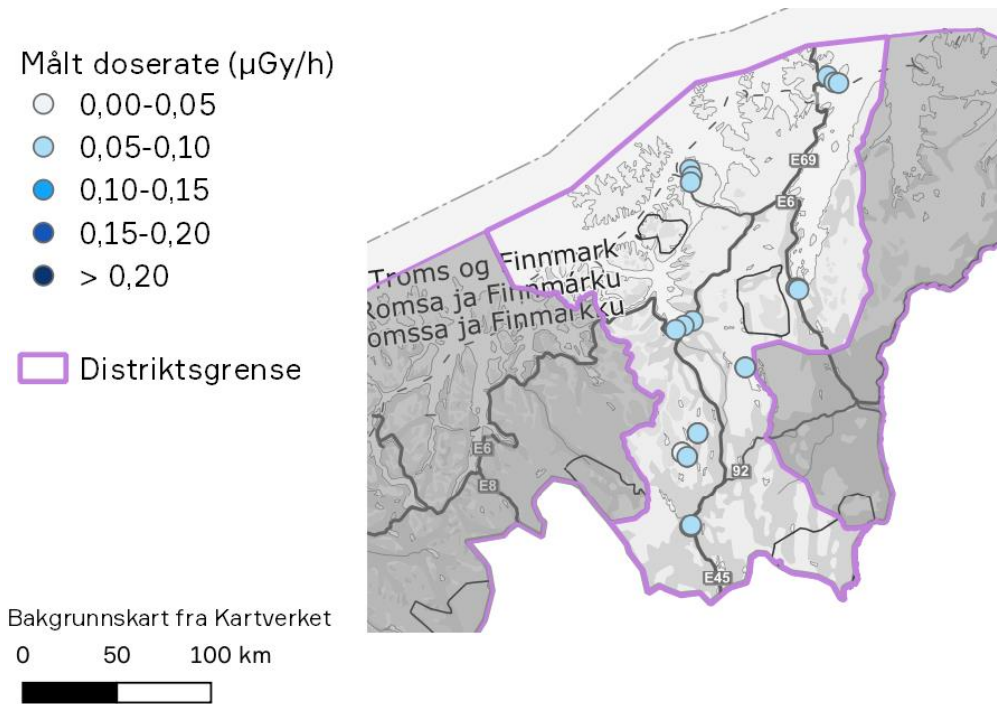 Målt doserate (µGy/h)
0,00-0,05
0,05-0,10
0,10-0,15
0,15-0,20
> 0,20
Distriktsgrense
Bakgrunnskart fra Kartverket
0 50 100 km
E69
E6
Troms og Finnmark
Romsa ja Finnmárku
omssa ja Finmarkku
E6
E8
92
E45